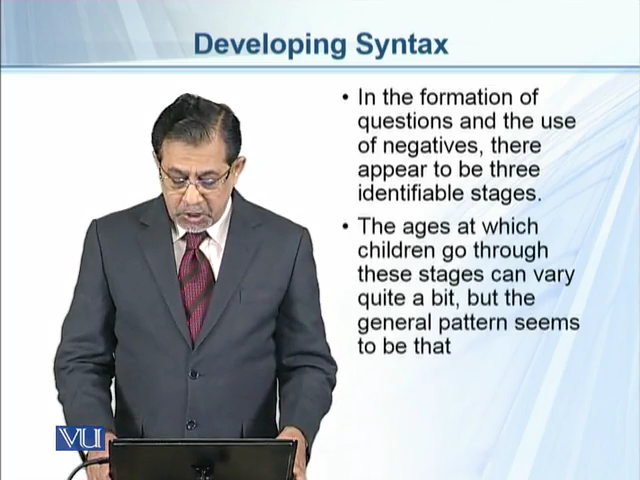 Developing Syntax
• In the formation of
questions and the use
of negatives, there
appear to be three
identifiable stages.
• The ages at which
children go through
these stages can vary
quite a bit, but the
general pattern seems
to be that
VU